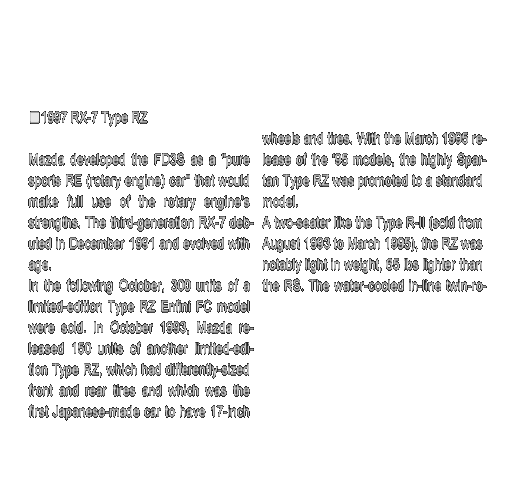 ■1997 RX-7 Type RZ
Mazda developed the FD3S as a "pure
sports RE (rotary engine) car" that would
make full use of the rotary engine's
strengths. The third-generation RX-7 deb-
uted in December 1991 and evolved with
age.
In the following October, 300 units of a
limited-edition Type RZ Enfini FC model
were sold. In October 1993, Mazda re-
leased 150 units of another limited-edi-
tion Type RZ, which had differently-sized
front and rear tires and which was the
first Japanese-made car to have 17-inch
wheels and tires. With the March 1995 re-
lease of the '95 models, the highly Spar-
tan Type RZ was promoted to a standard
model.
A two-seater like the Type R-II (sold from
August 1993 to March 1995), the RZ was
notably light in weight, 55 lbs lighter than
the RS. The water-cooled in-line twin-ro-